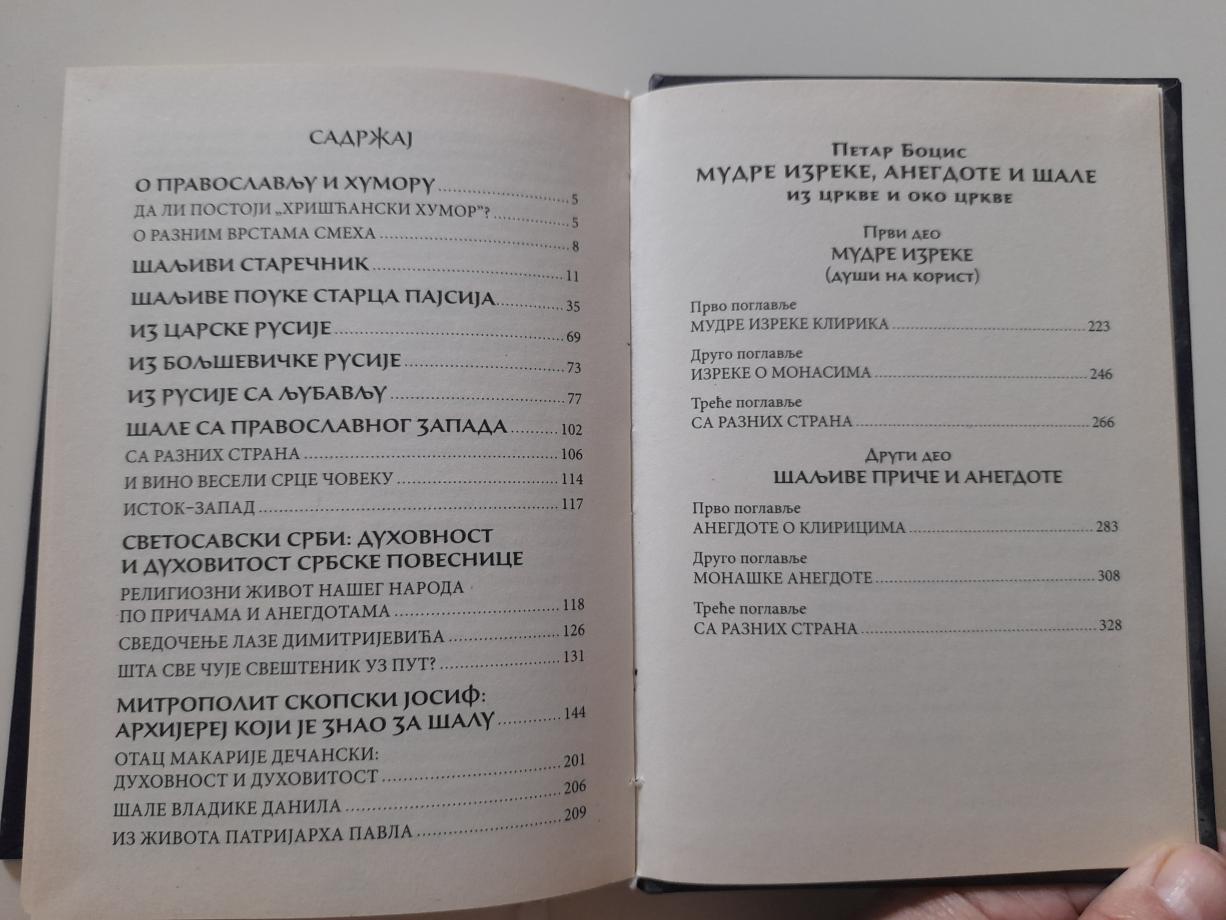 САДРЖАЈ
О ПРАВОСЛАВЉУ И ХУМОРУ 5
ДА ЛИ ПОСТОЈИ „ХРИШЋАНСКИ ХУМОР”? 5
О РАЗНИМ ВРСТАМА СМЕХА 8
ШАЉИВИ СТАРЕЧНИК 11
ШАЉИВЕ ПОУКЕ СТАРЦА ПАЈСИЈА 35
ИЗ ЦАРСКЕ РУСИЈЕ 69
ИЗ БОЉШЕВИЧКЕ РУСИЈЕ 73
ИЗ РУСИЈЕ СА ЉУБАВЉУ 77
ШАЛЕ СА ПРАВОСЛАВНОГ ЗАПАДА 102
СА РАЗНИХ СТРАНА 106
И ВИНО ВЕСЕЛИ СРЦЕ ЧОВЕКУ 114
ИСТОК–ЗАПАД 117
СВЕТОСАВСКИ СРБИ: ДУХОВНОСТ
И ДУХОВИТОСТ СРБСКЕ ПОВЕСНИЦЕ
РЕЛИГИОЗНИ ЖИВОТ НАШЕГ НАРОДА
ПО ПРИЧАМА И АНЕГДОТАМА 118
СВЕДОЧЕЊЕ ЛАЗЕ ДИМИТРИЈЕВИЋА 126
ШТА СВЕ ЧУЈЕ СВЕШТЕНИК УЗ ПУТ? 131
МИТРОПОЛИТ СКОПСКИ ЈОСИФ:
АРХИЈЕРЕЈ КОЈИ ЈЕ ЗНАО ЗА ШАЛУ 144
ОТАЦ МАКАРИЈЕ ДЕЧАНСКИ:
ДУХОВНОСТ И ДУХОВИТОСТ 201
ШАЛЕ ВЛАДИКЕ ДАНИЛА 206
ИЗ ЖИВОТА ПАТРИЈАРХА ПАВЛА 209
Петар Боцис
МУДРЕ ИЗРЕКЕ, АНЕГДОТЕ И ШАЛЕ
ИЗ ЦРКВЕ И ОКО ЦРКВЕ
Први део
МУДРЕ ИЗРЕКЕ
(души на корист)
Прво поглавље
МУДРЕ ИЗРЕКЕ КЛИРИКА 223
Друго поглавље
ИЗРЕКЕ О МОНАСИМА 246
Треће поглавље
СА РАЗНИХ СТРАНА 266
Други део
ШАЉИВЕ ПРИЧЕ И АНЕГДОТЕ
Прво поглавље
АНЕГДОТЕ О КЛИРИЦИМА 283
Друго поглавље
МОНАШКЕ АНЕГДОТЕ 308
Треће поглавље
СА РАЗНИХ СТРАНА 328